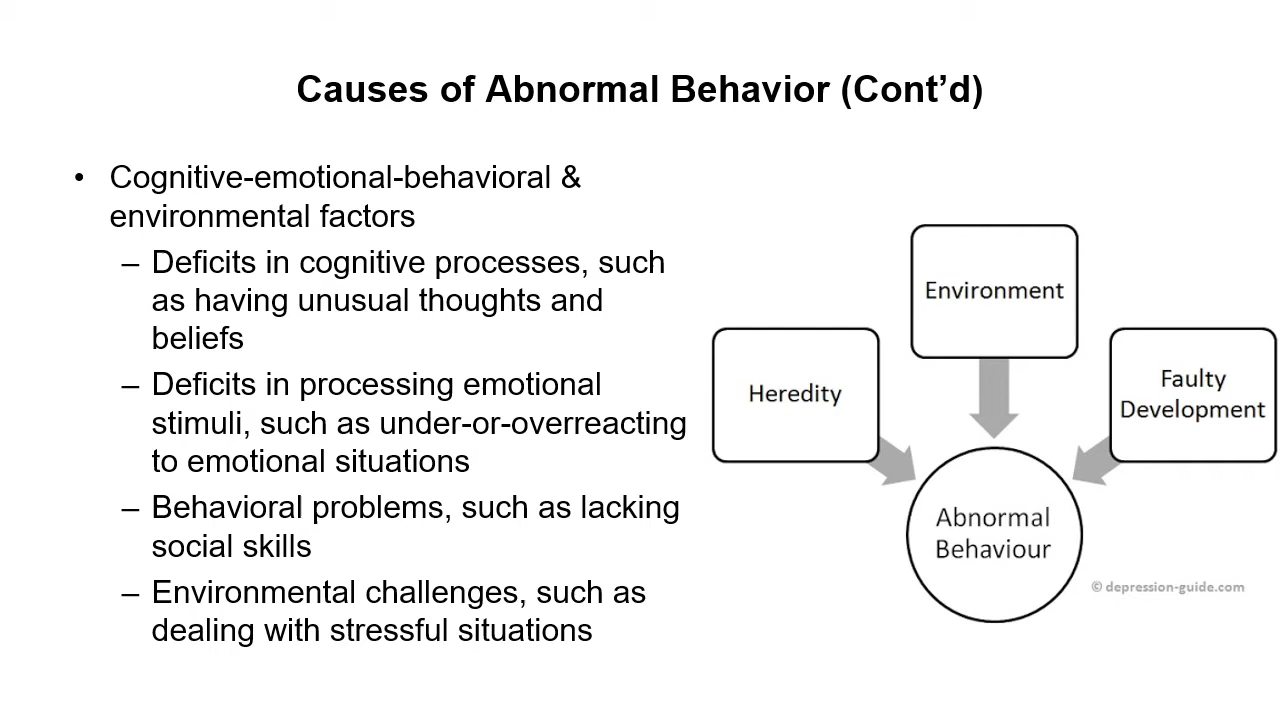 Causes of Abnormal Behavior (Cont’d)
• Cognitive-emotional-behavioral &
environmental factors
– Deficits in cognitive processes, such
as having unusual thoughts and
beliefs
– Deficits in processing emotional
stimuli, such as under-or-overreacting
to emotional situations
– Behavioral problems, such as lacking
social skills
– Environmental challenges, such as
dealing with stressful situations
Environment
Heredity
Faulty
Development
Abnormal
Behaviour
© depression-guide.com